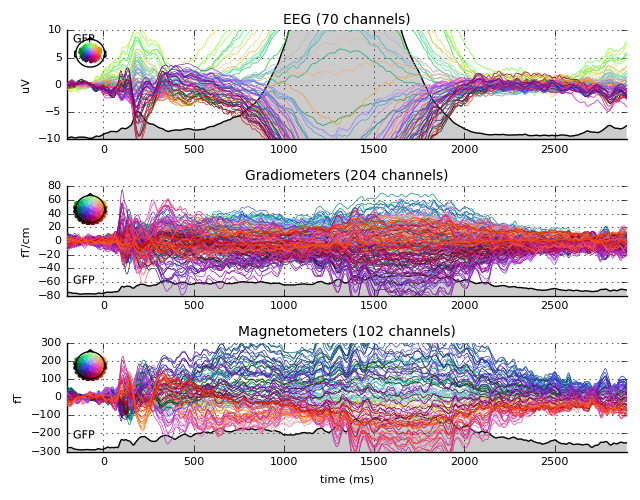 EEG (70 channels)
GFP
uV
10
5
0
−5
−10
0 500 1000 1500 2000 2500
Gradiometers (204 channels)
fT/cm
80
60
40
20
0
−20
−40
−60
−80
GFP
0 500 1000 1500 2000 2500
Magnetometers (102 channels)
fT
300
200
100
0
−100
−200
−300
GFP
0 500 1000 1500 2000 2500
time (ms)